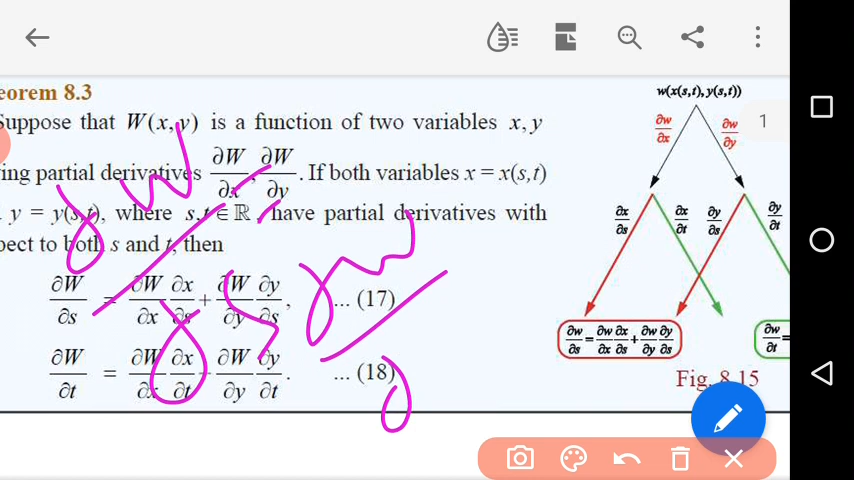 eorem 8.3
Suppose that W(x, y) is a function of two variables x, y
ing partial derivatives ∂W/∂x, ∂W/∂y. If both variables x = x(s,t)
y = y(s,t), where s,t ∈ ℝ, have partial derivatives with
pect to both s and t, then
∂W/∂s = ∂W/∂x ∂x/∂s + ∂W/∂y ∂y/∂s, ... (17)
∂W/∂t = ∂W/∂x ∂x/∂t + ∂W/∂y ∂y/∂t. ... (18)
w(x(s,t), y(s,t))
∂w/∂x ∂w/∂y
1
∂x/∂s ∂x/∂t ∂y/∂s ∂y/∂t
∂w/∂s = ∂w/∂x ∂x/∂s + ∂w/∂y ∂y/∂s
∂w/∂t =
Fig. 8.15